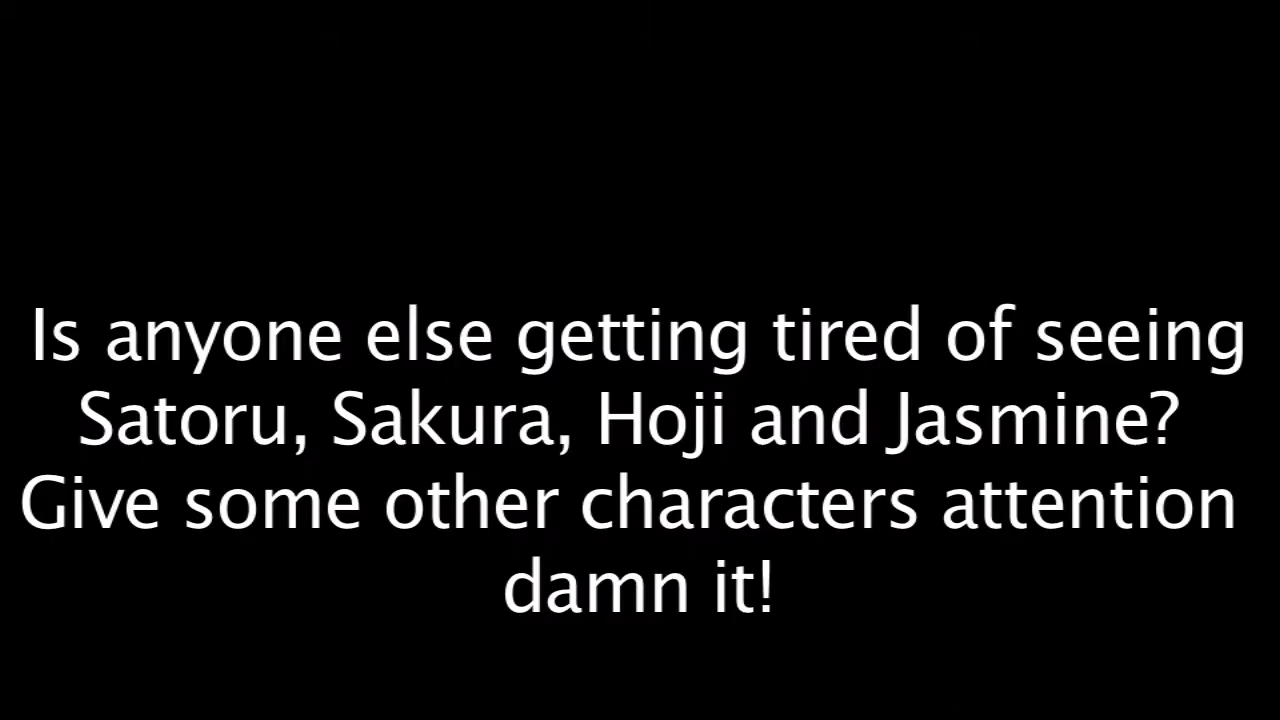 Is anyone else getting tired of seeing
Satoru, Sakura, Hoji and Jasmine?
Give some other characters attention
damn it!